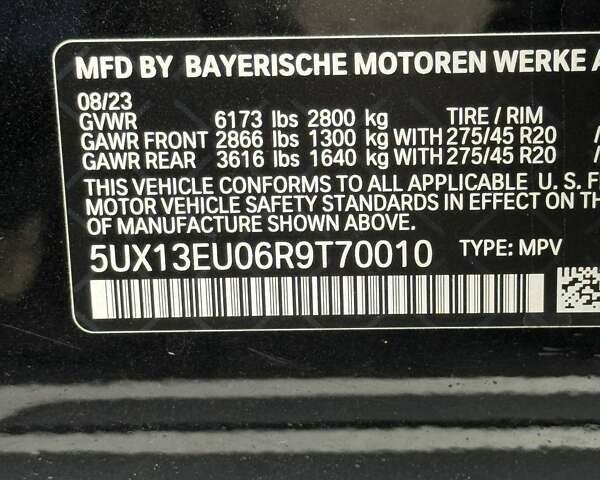 MFD BY BAYERISCHE MOTOREN WERKE A
08/23
GVWR 6173 lbs 2800 kg TIRE / RIM
GAWR FRONT 2866 lbs 1300 kg WITH 275/45 R20 /
GAWR REAR 3616 lbs 1640 kg WITH 275/45 R20 /
THIS VEHICLE CONFORMS TO ALL APPLICABLE U. S. F
MOTOR VEHICLE SAFETY STANDARDS IN EFFECT ON TH
OF MANUFACTURE SHOWN ABOVE.
5UX13EU06R9T70010 TYPE: MPV